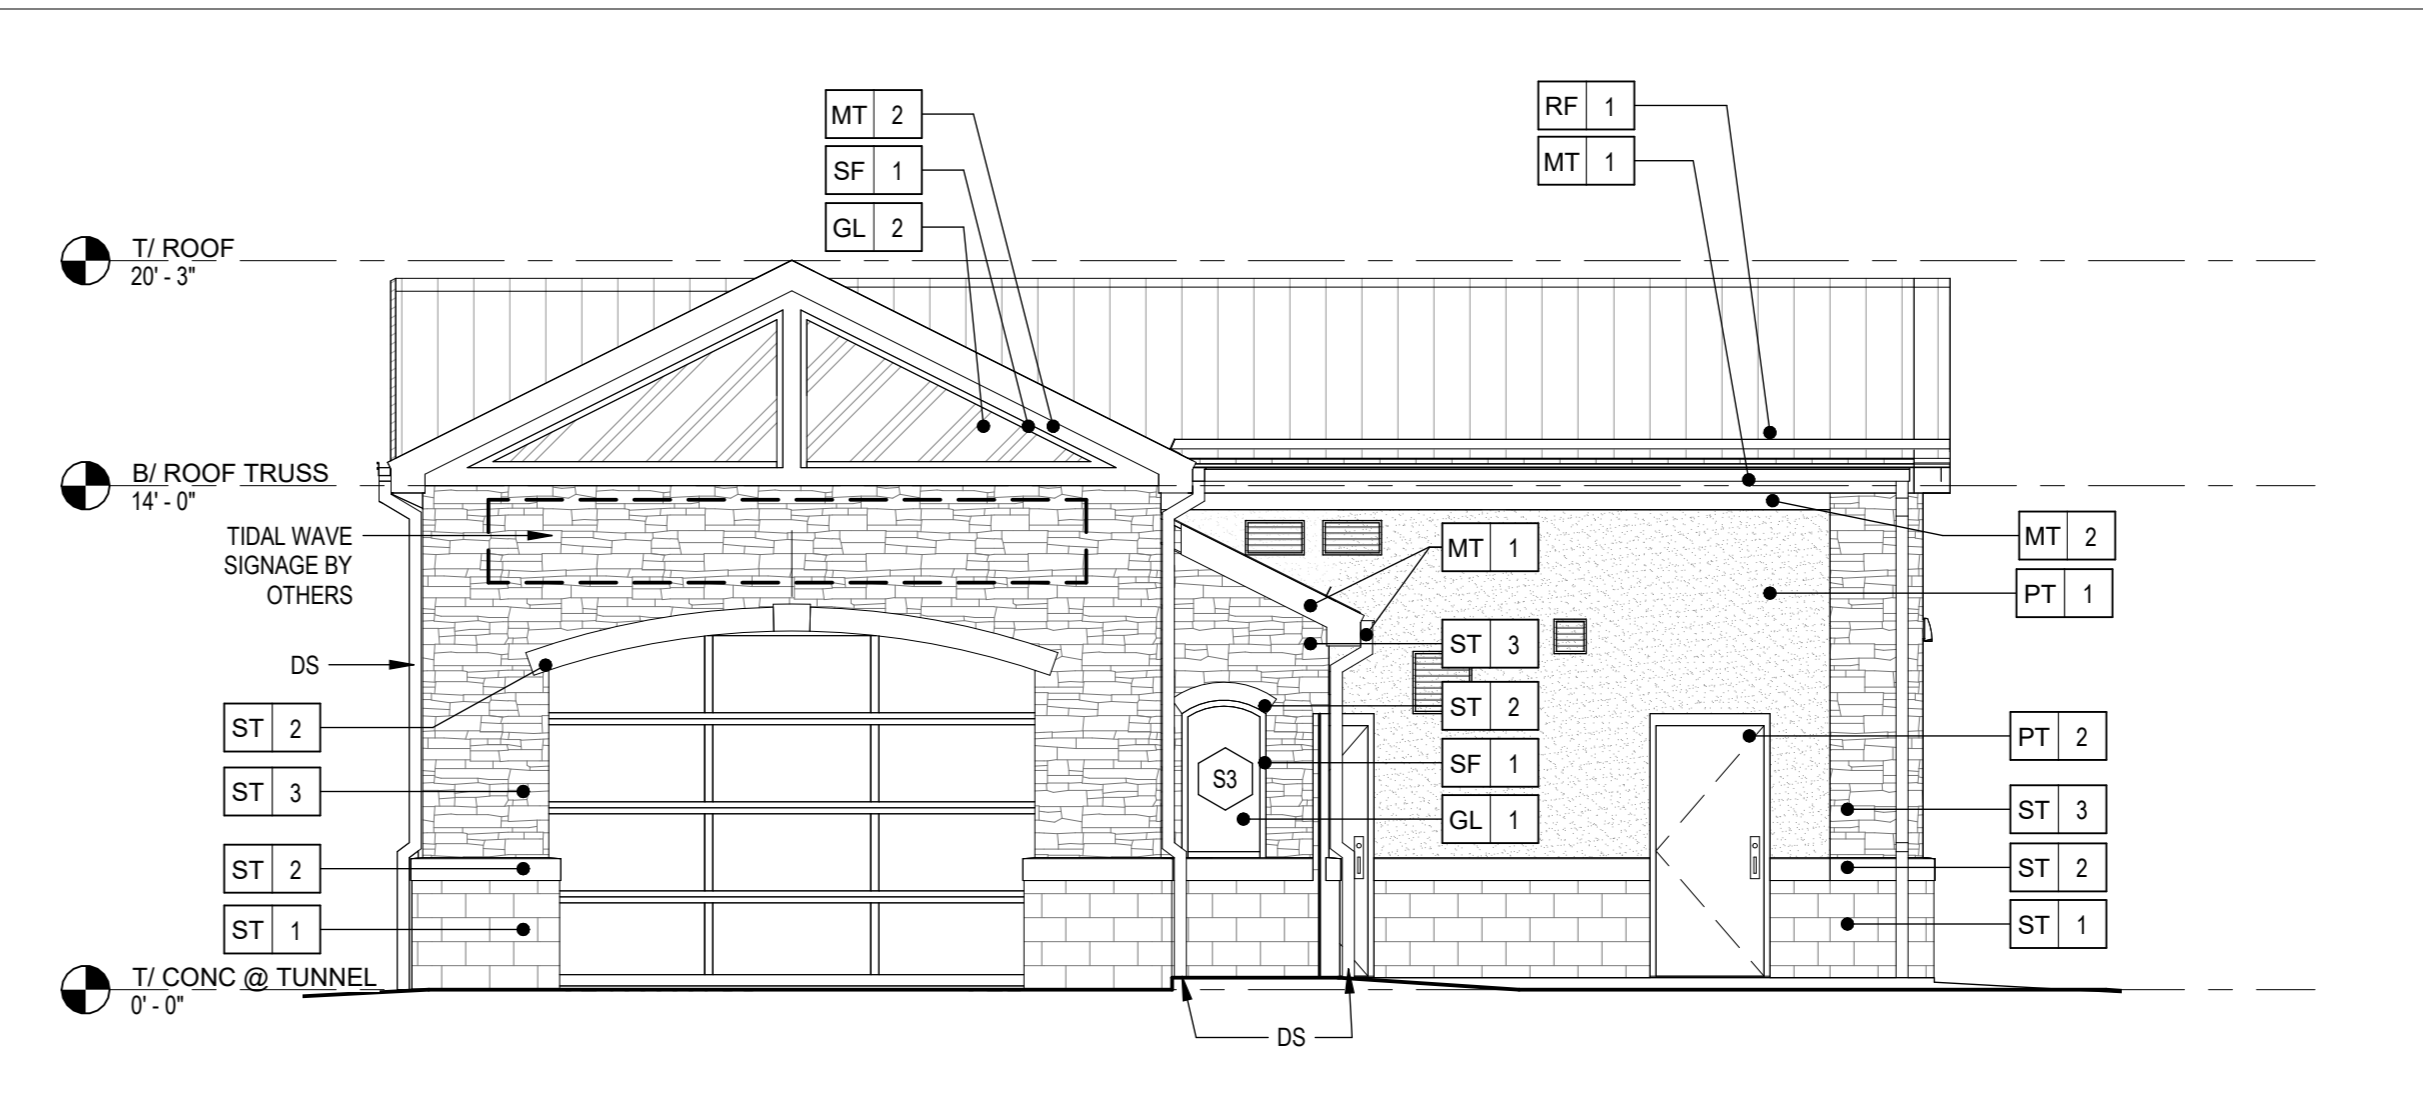 MT 2
SF 1
GL 2
RF 1
MT 1
T/ ROOF
20' - 3"
B/ ROOF TRUSS
14' - 0"
TIDAL WAVE
SIGNAGE BY
OTHERS
DS
ST 2
ST 3
ST 2
ST 1
T/ CONC @ TUNNEL
0' - 0"
MT 1
ST 3
ST 2
SF 1
GL 1
S3
DS
MT 2
PT 1
PT 2
ST 3
ST 2
ST 1